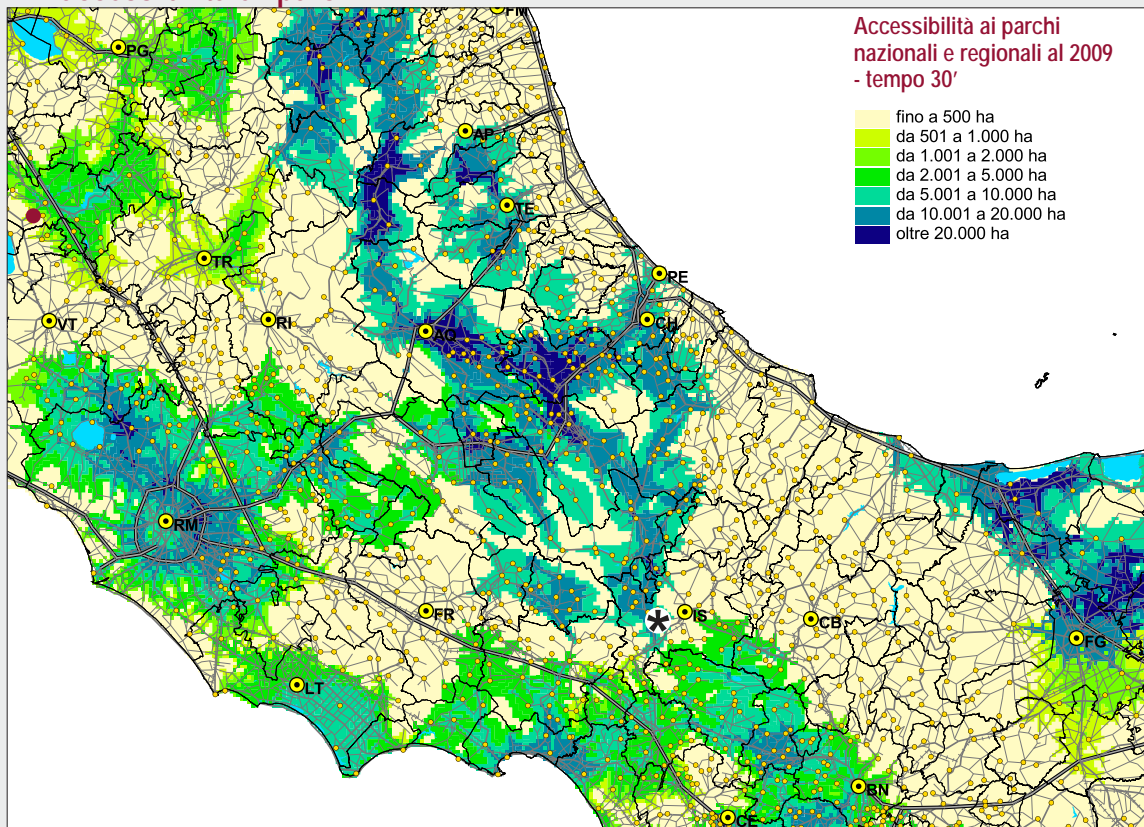 Accessibilità ai parchi
nazionali e regionali al 2009
- tempo 30’
fino a 500 ha
da 501 a 1.000 ha
da 1.001 a 2.000 ha
da 2.001 a 5.000 ha
da 5.001 a 10.000 ha
da 10.001 a 20.000 ha
oltre 20.000 ha
FM
PG
AP
TE
TR
PE
VT
RI
AQ
CH
RM
FR
IS
CB
FG
LT
BN
CE
*